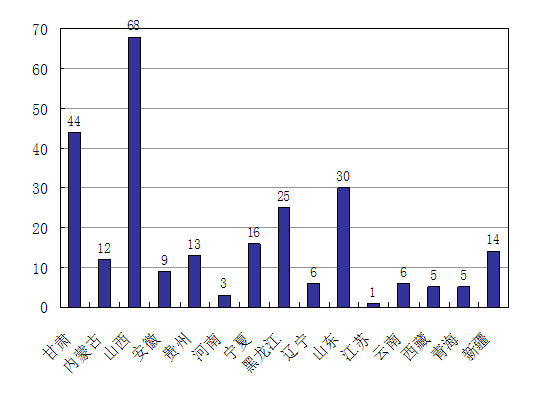 70
60
50
40
30
20
10
0
44
12
68
9
13
3
16
25
6
30
1
6
5
5
14
甘肃
内蒙古
山西
安徽
贵州
河南
宁夏
黑龙江
辽宁
山东
江苏
云南
西藏
青海
新疆